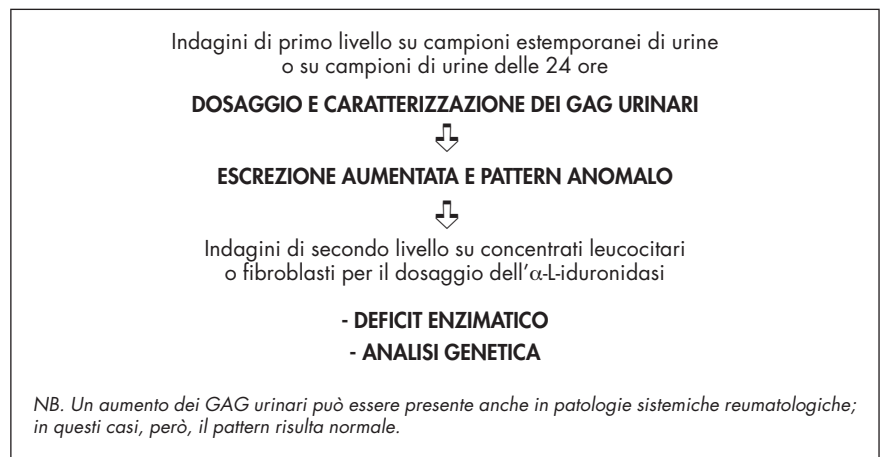 Indagini di primo livello su campioni estemporanei di urine
o su campioni di urine delle 24 ore
DOSAGGIO E CARATTERIZZAZIONE DEI GAG URINARI
ESCREZIONE AUMENTATA E PATTERN ANOMALO
Indagini di secondo livello su concentrati leucocitari
o fibroblasti per il dosaggio dell'α-L-iduronidasi
- DEFICIT ENZIMATICO
- ANALISI GENETICA
NB. Un aumento dei GAG urinari può essere presente anche in patologie sistemiche reumatologiche;
in questi casi, però, il pattern risulta normale.